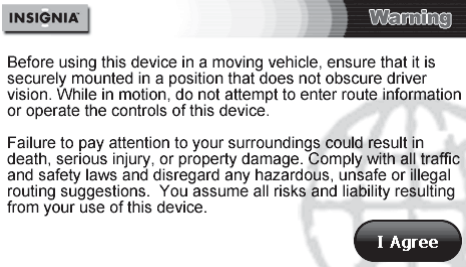 INSIGNIA
Warning
Before using this device in a moving vehicle, ensure that it is
securely mounted in a position that does not obscure driver
vision. While in motion, do not attempt to enter route information
or operate the controls of this device.
Failure to pay attention to your surroundings could result in
death, serious injury, or property damage. Comply with all traffic
and safety laws and disregard any hazardous, unsafe or illegal
routing suggestions. You assume all risks and liability resulting
from your use of this device.
I Agree